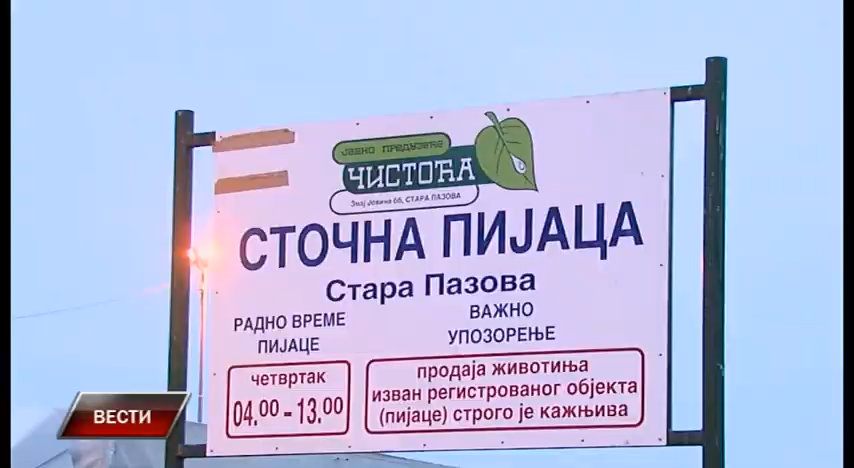 ЈАВНО ПРЕДУЗЕЋЕ
ЧИСТОЋА
Змај Јовина 66, СТАРА ПАЗОВА
СТОЧНА ПИЈАЦА
Стара Пазова
РАДНО ВРЕМЕ
ПИЈАЦЕ
четвртак
04.00 - 13.00
ВАЖНО
УПОЗОРЕЊЕ
продаја животиња
изван регистрованог објекта
(пијаце) строго је кажњива
ВЕСТИ